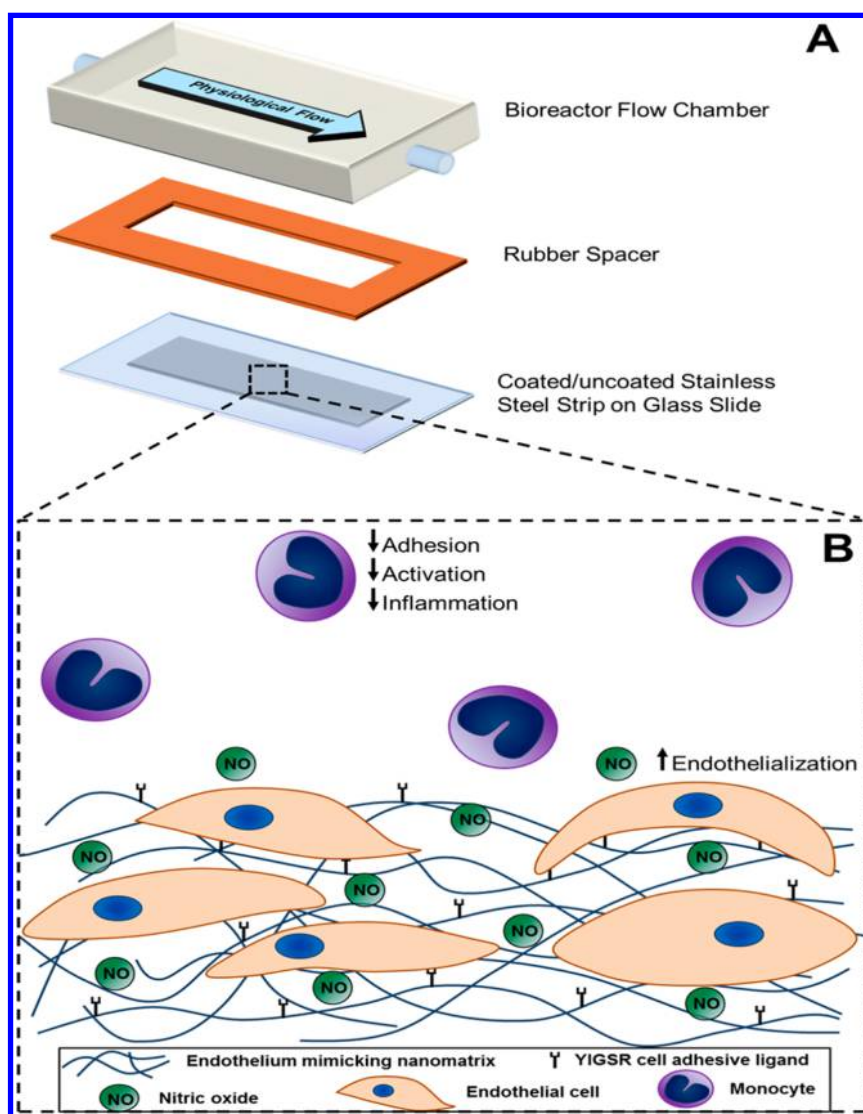 A
Physiological Flow
Bioreactor Flow Chamber
Rubber Spacer
Coated/uncoated Stainless
Steel Strip on Glass Slide
B
↓Adhesion
↓Activation
↓Inflammation
NO
NO
↑Endothelialization
NO
NO
NO
NO
NO
NO
NO
NO
Endothelium mimicking nanomatrix
YIGSR cell adhesive ligand
NO
Nitric oxide
Endothelial cell
Monocyte